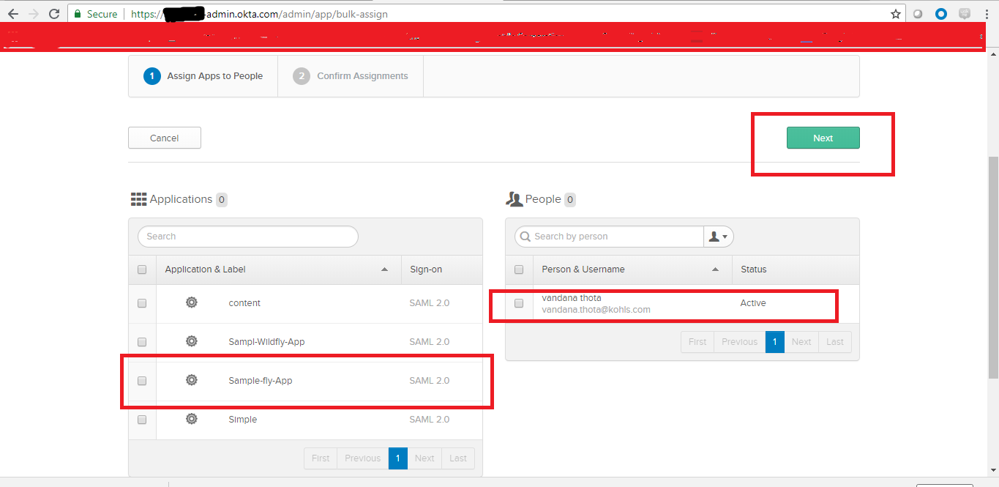 Secure https:// -admin.okta.com/admin/app/bulk-assign
1 Assign Apps to People 2 Confirm Assignments
Cancel Next
Applications 0
Search
Application & Label Sign-on
content SAML 2.0
Sampl-Wildfly-App SAML 2.0
Sample-fly-App SAML 2.0
Simple SAML 2.0
First Previous 1 Next Last
People 0
Search by person
Person & Username Status
vandana thota Active
vandana.thota@kohls.com
First Previous 1 Next Last